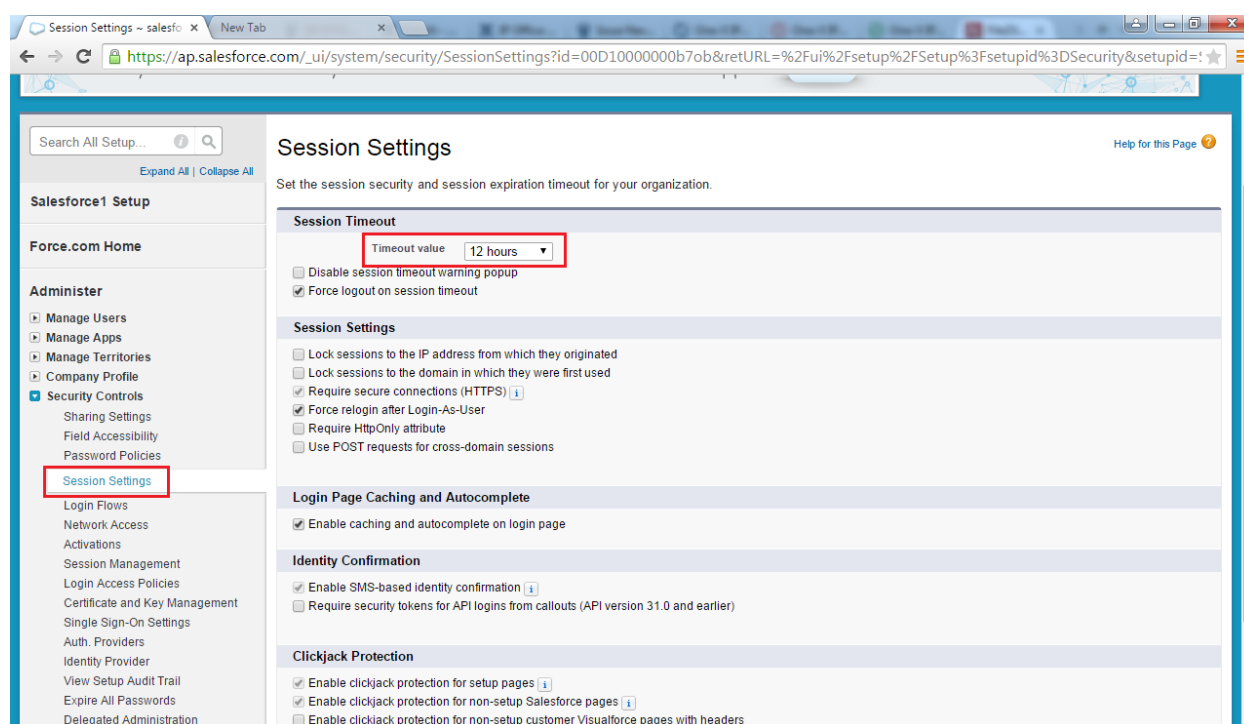 Session Settings ~ salesfo
New Tab
https://ap.salesforce.com/_ui/system/security/SessionSettings?id=00D10000000b7ob&retURL=%2Fui%2Fsetup%2FSetup%3Fsetupid%3DSecurity&setupid=
Search All Setup...
Expand All | Collapse All
Salesforce1 Setup
Force.com Home
Administer
Manage Users
Manage Apps
Manage Territories
Company Profile
Security Controls
Sharing Settings
Field Accessibility
Password Policies
Session Settings
Login Flows
Network Access
Activations
Session Management
Login Access Policies
Certificate and Key Management
Single Sign-On Settings
Auth. Providers
Identity Provider
View Setup Audit Trail
Expire All Passwords
Delegated Administration
Session Settings
Help for this Page
Set the session security and session expiration timeout for your organization.
Session Timeout
Timeout value 12 hours
Disable session timeout warning popup
Force logout on session timeout
Session Settings
Lock sessions to the IP address from which they originated
Lock sessions to the domain in which they were first used
Require secure connections (HTTPS)
Force relogin after Login-As-User
Require HttpOnly attribute
Use POST requests for cross-domain sessions
Login Page Caching and Autocomplete
Enable caching and autocomplete on login page
Identity Confirmation
Enable SMS-based identity confirmation
Require security tokens for API logins from callouts (API version 31.0 and earlier)
Clickjack Protection
Enable clickjack protection for setup pages
Enable clickjack protection for non-setup Salesforce pages
Enable clickjack protection for non-setup customer Visualforce pages with headers